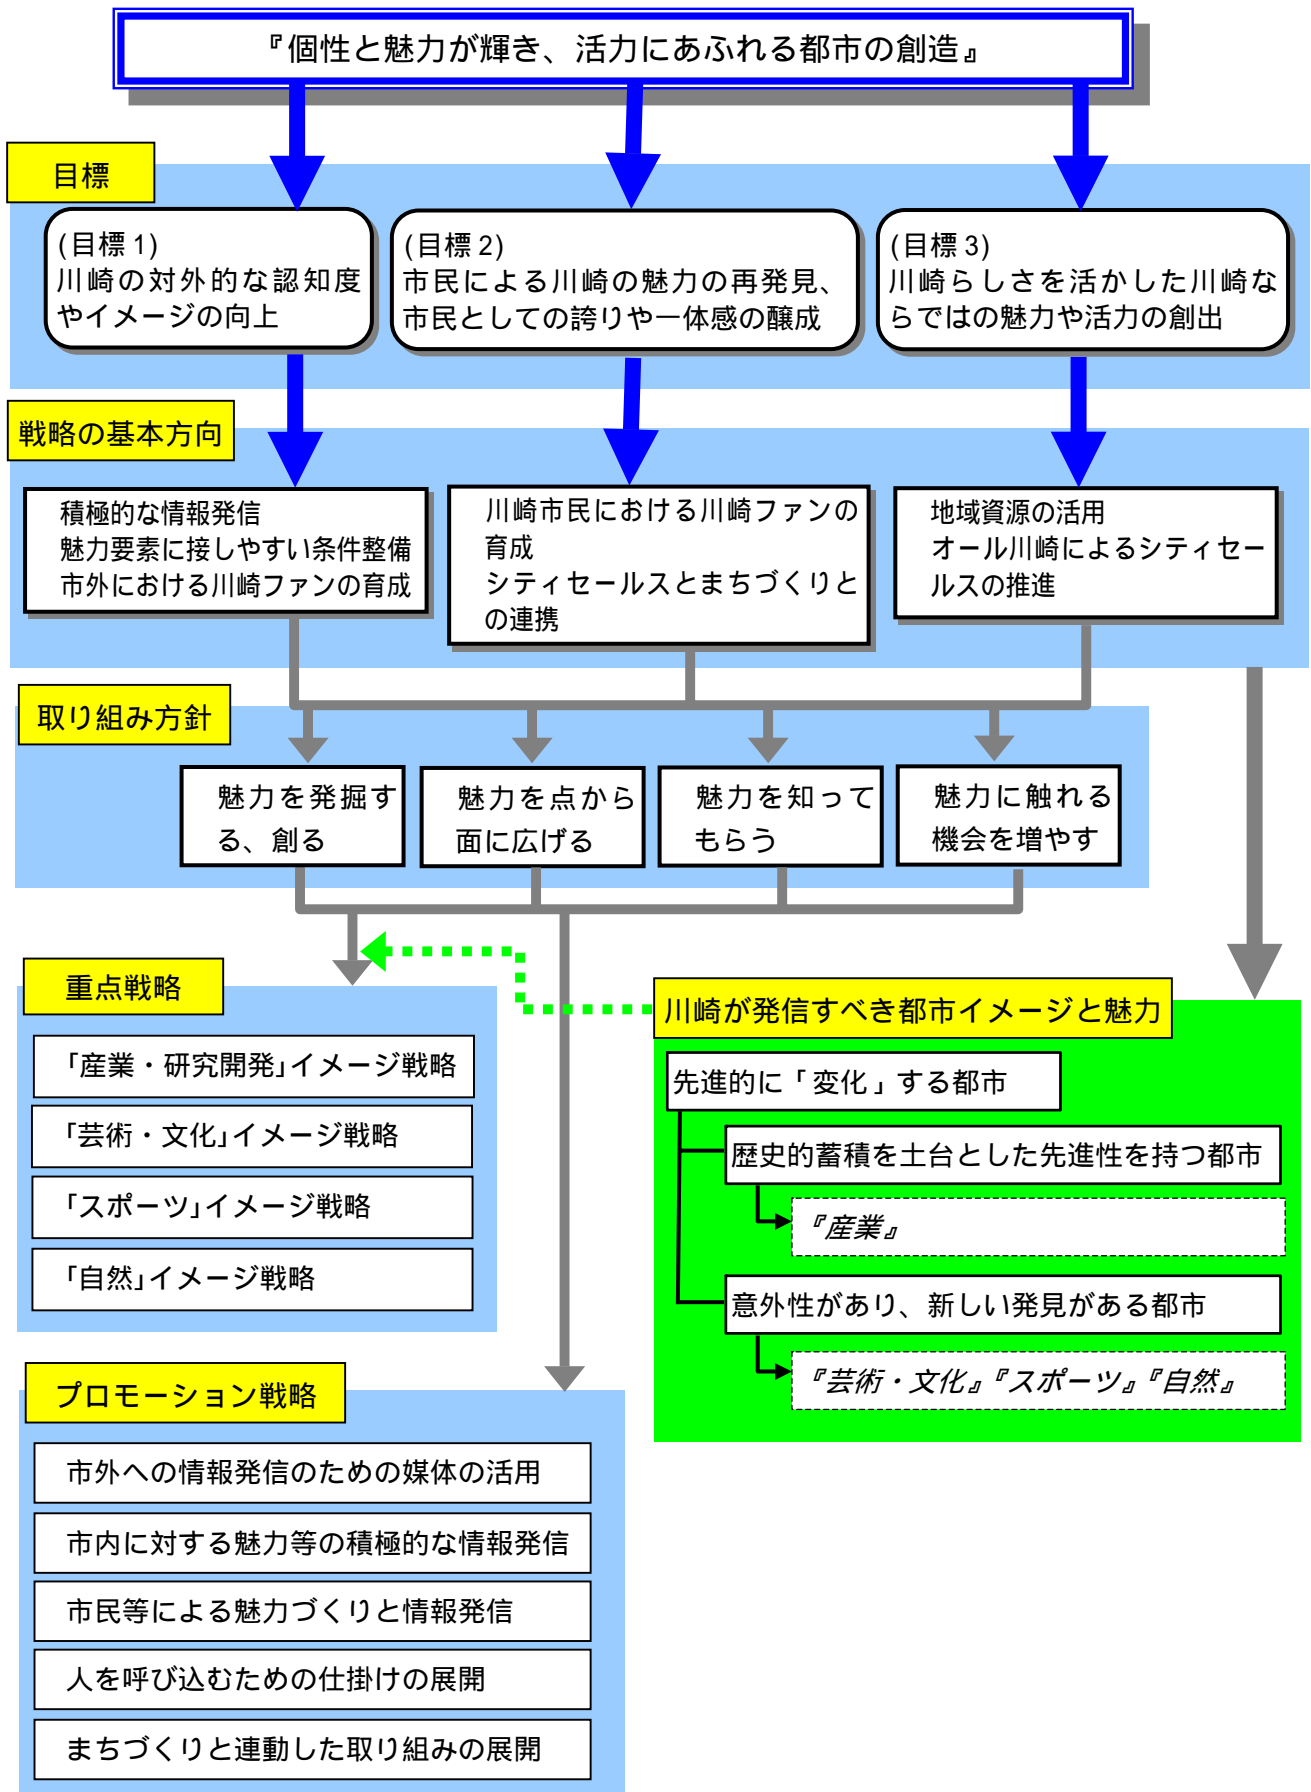 『個性と魅力が輝き、活力にあふれる都市の創造』
目標
(目標1)
川崎の対外的な認知度
やイメージの向上
(目標2)
市民による川崎の魅力の再発見、
市民としての誇りや一体感の醸成
(目標3)
川崎らしさを活かした川崎な
らではの魅力や活力の創出
戦略の基本方向
積極的な情報発信
魅力要素に接しやすい条件整備
市外における川崎ファンの育成
川崎市民における川崎ファンの
育成
シティセールスとまちづくりと
の連携
地域資源の活用
オール川崎によるシティセー
ルスの推進
取り組み方針
魅力を発掘す
る、創る
魅力を点から
面に広げる
魅力を知って
もらう
魅力に触れる
機会を増やす
重点戦略
「産業・研究開発」イメージ戦略
「芸術・文化」イメージ戦略
「スポーツ」イメージ戦略
「自然」イメージ戦略
川崎が発信すべき都市イメージと魅力
先進的に「変化」する都市
歴史的蓄積を土台とした先進性を持つ都市
『産業』
意外性があり、新しい発見がある都市
『芸術・文化』『スポーツ』『自然』
プロモーション戦略
市外への情報発信のための媒体の活用
市内に対する魅力等の積極的な情報発信
市民等による魅力づくりと情報発信
人を呼び込むための仕掛けの展開
まちづくりと連動した取り組みの展開